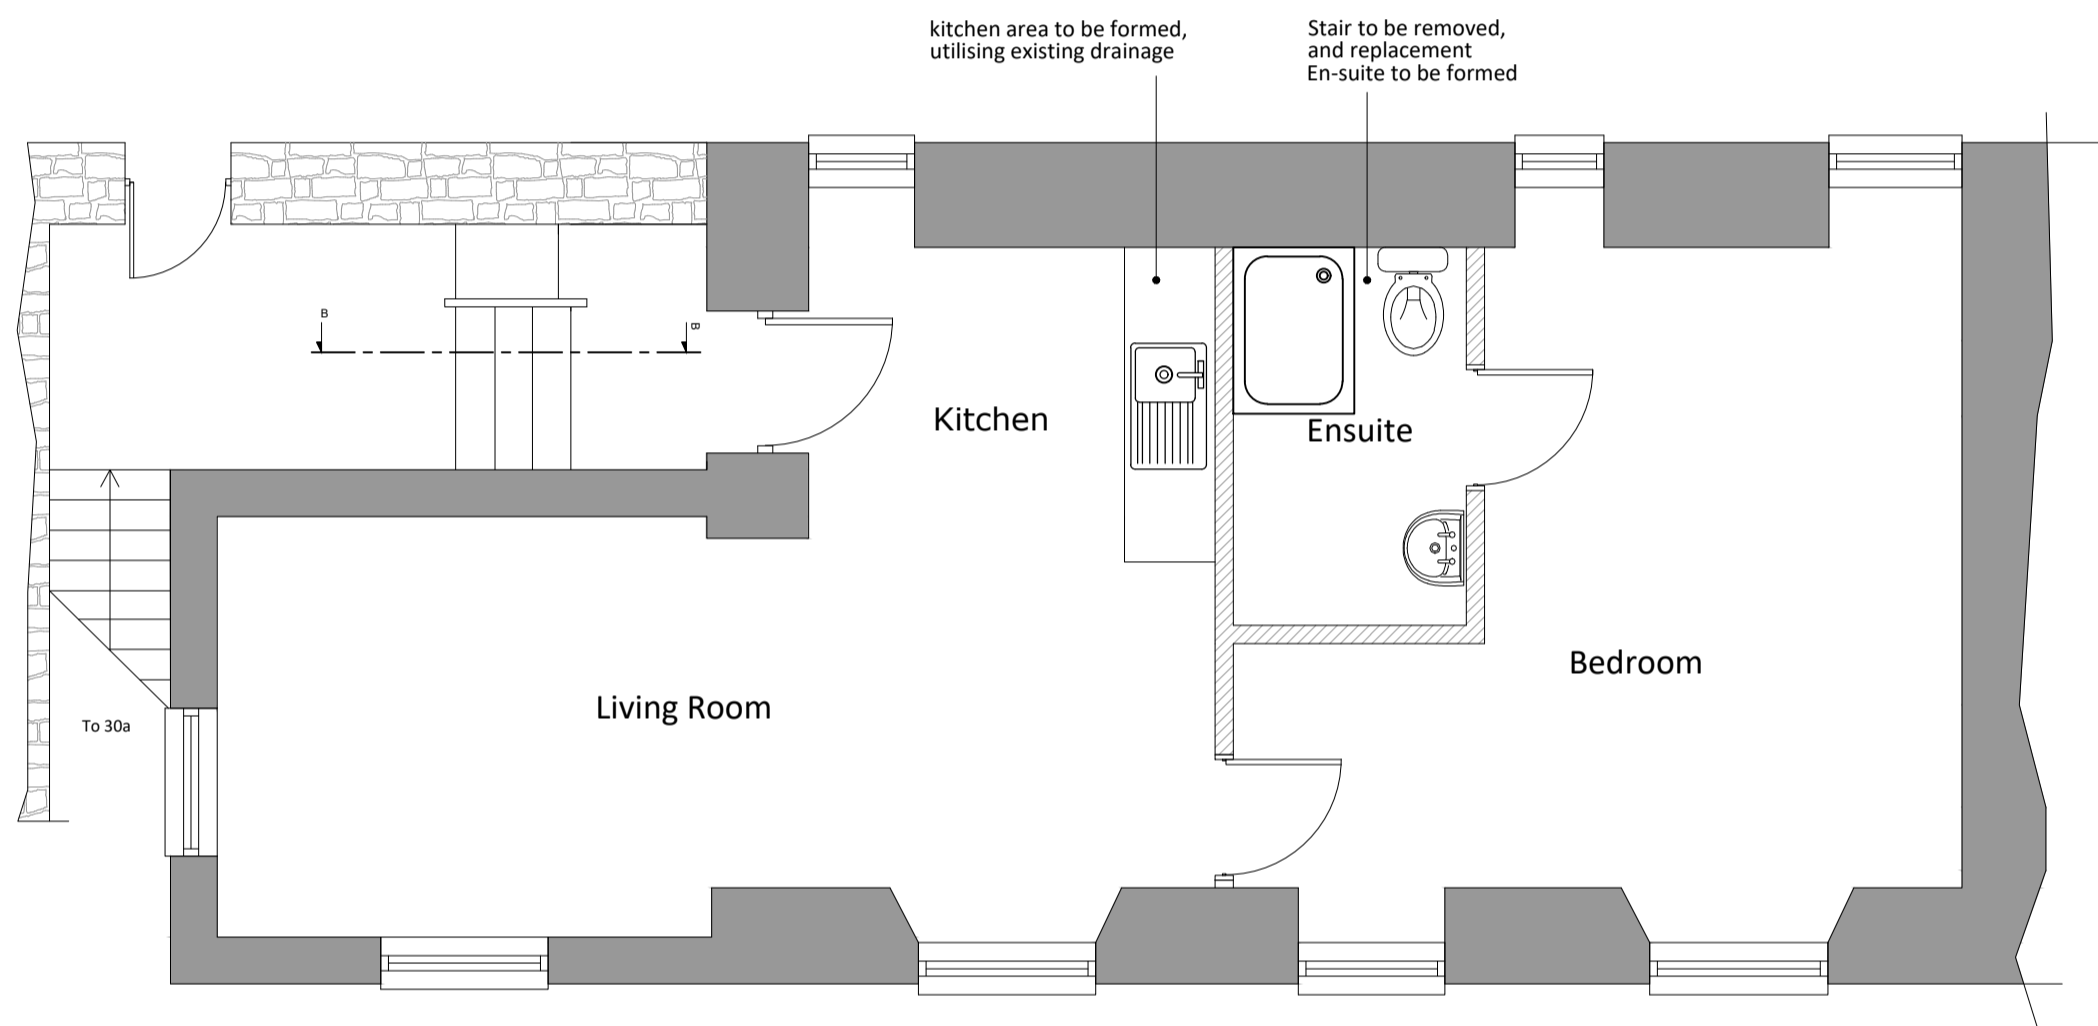 kitchen area to be formed,
utilising existing drainage
Stair to be removed,
and replacement
En-suite to be formed
B
B
Kitchen
Ensuite
Bedroom
Living Room
To 30a